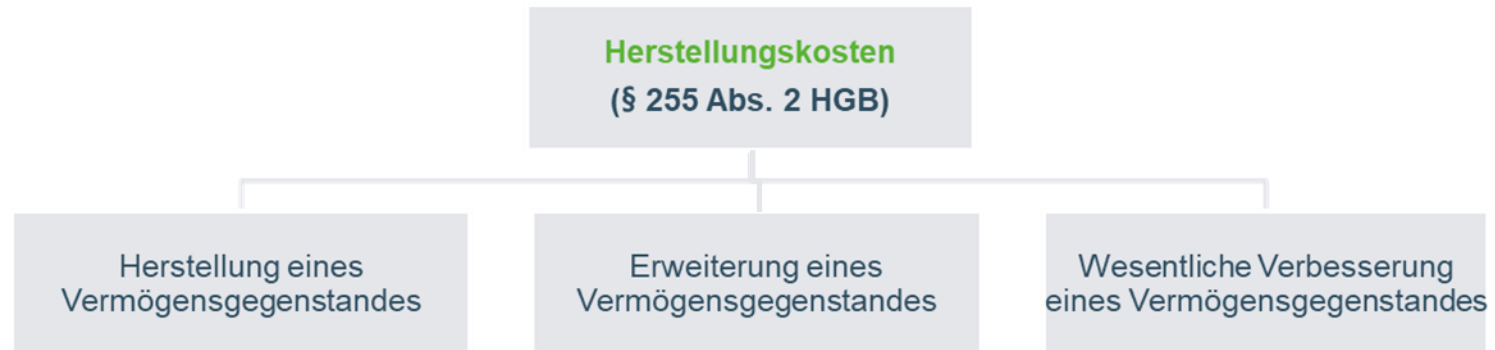 Herstellungskosten
(§ 255 Abs. 2 HGB)
Herstellung eines
Vermögensgegenstandes
Erweiterung eines
Vermögensgegenstandes
Wesentliche Verbesserung
eines Vermögensgegenstandes